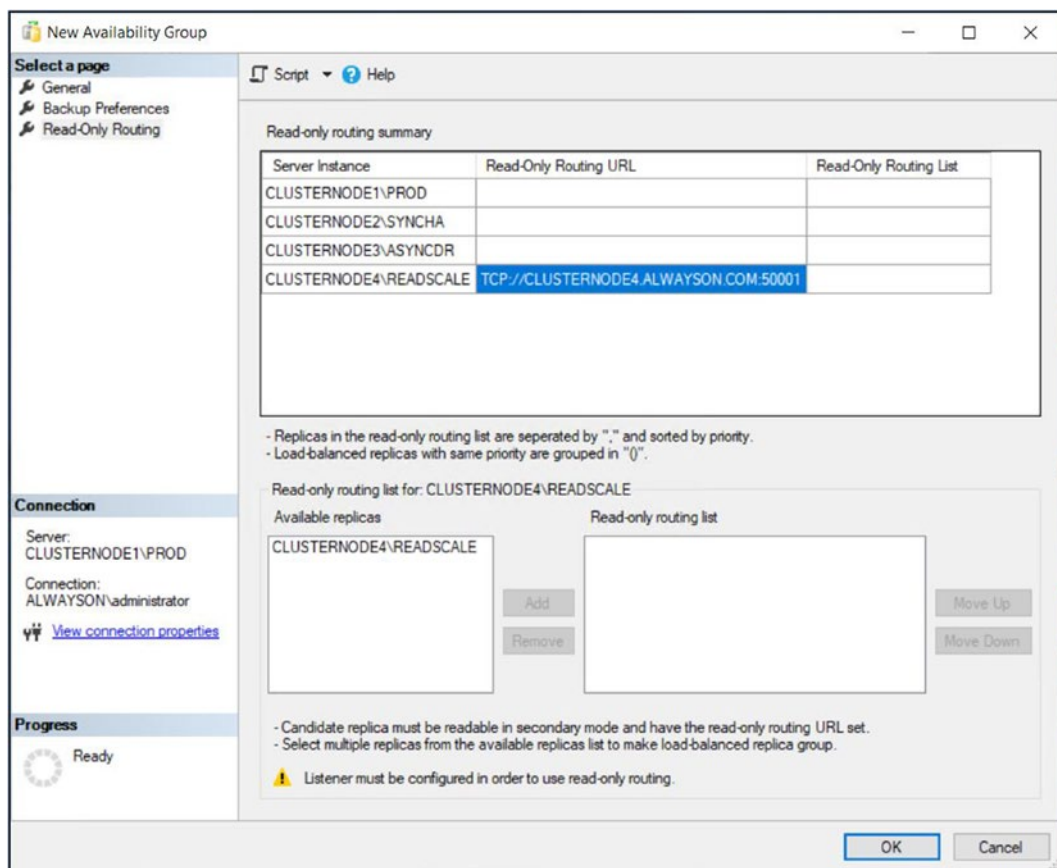 New Availability Group
Select a page
General
Backup Preferences
Read-Only Routing
Script Help
Read-only routing summary
Server Instance Read-Only Routing URL Read-Only Routing List
CLUSTERNODE1\PROD
CLUSTERNODE2\SYNCHA
CLUSTERNODE3\ASYNCDR
CLUSTERNODE4\READSCALE TCP://CLUSTERNODE4.ALWAYSON.COM:50001
- Replicas in the read-only routing list are seperated by "," and sorted by priority.
- Load-balanced replicas with same priority are grouped in "()".
Read-only routing list for: CLUSTERNODE4\READSCALE
Available replicas Read-only routing list
CLUSTERNODE4\READSCALE
Add
Remove
Move Up
Move Down
- Candidate replica must be readable in secondary mode and have the read-only routing URL set.
- Select multiple replicas from the available replicas list to make load-balanced replica group.
Listener must be configured in order to use read-only routing.
Connection
Server:
CLUSTERNODE1\PROD
Connection:
ALWAYSON\administrator
View connection properties
Progress
Ready
OK Cancel